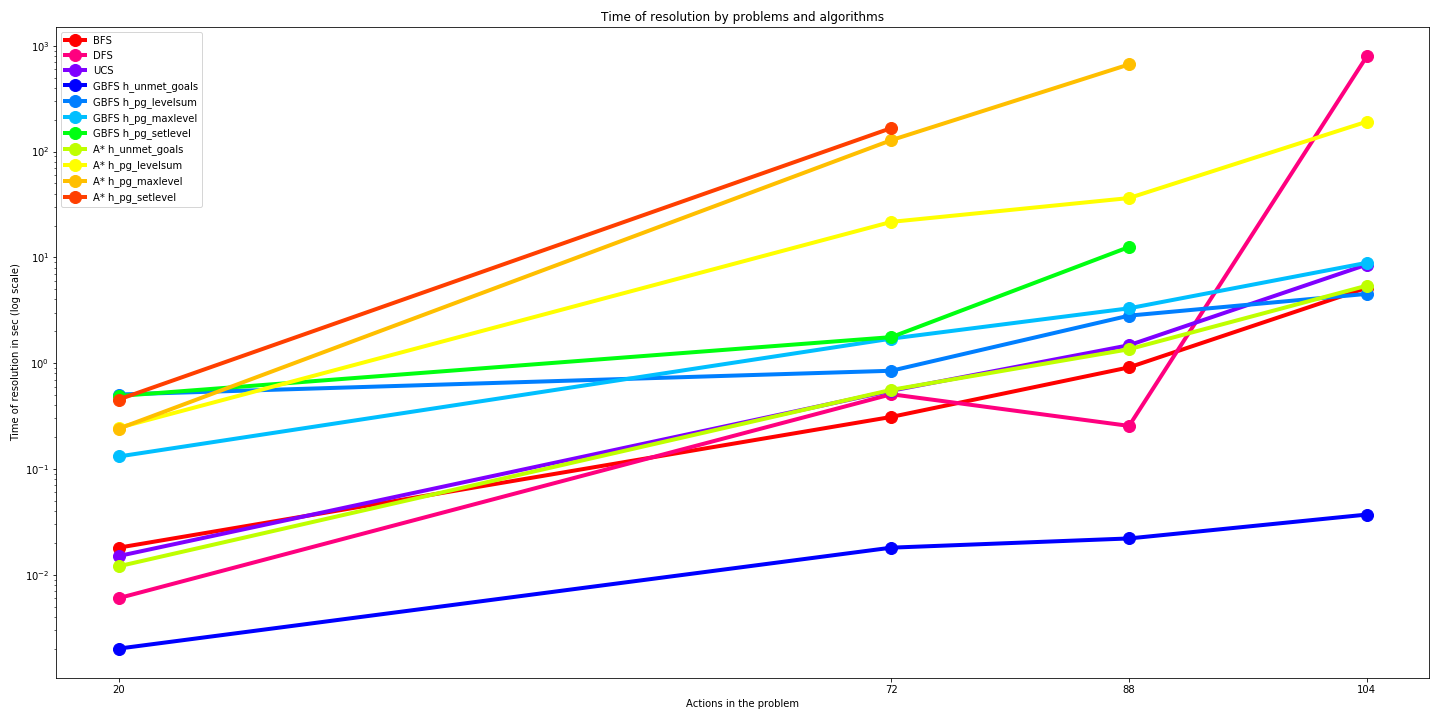 Time of resolution by problems and algorithms
BFS
DFS
UCS
GBFS h_unmet_goals
GBFS h_pg_levelsum
GBFS h_pg_maxlevel
GBFS h_pg_setlevel
A* h_unmet_goals
A* h_pg_levelsum
A* h_pg_maxlevel
A* h_pg_setlevel
Time of resolution in sec (log scale)
10³
10²
10¹
10⁰
10⁻¹
10⁻²
20 72 88 104
Actions in the problem